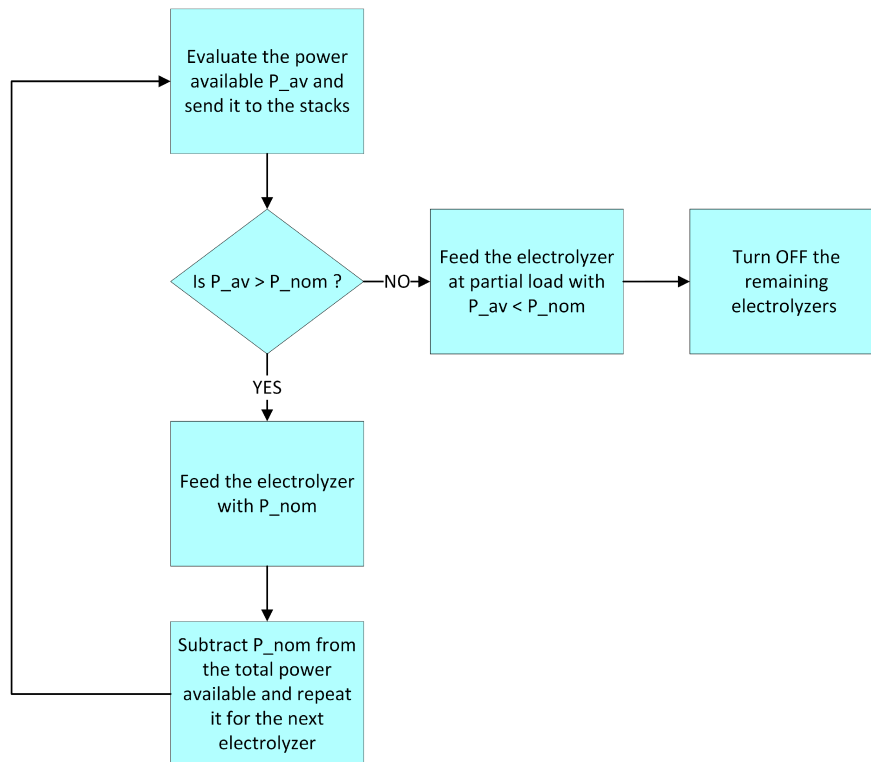 Evaluate the power
available P_av and
send it to the stacks
Is P_av > P_nom ?
NO
Feed the electrolyzer
at partial load with
P_av < P_nom
Turn OFF the
remaining
electrolyzers
YES
Feed the electrolyzer
with P_nom
Subtract P_nom from
the total power
available and repeat
it for the next
electrolyzer